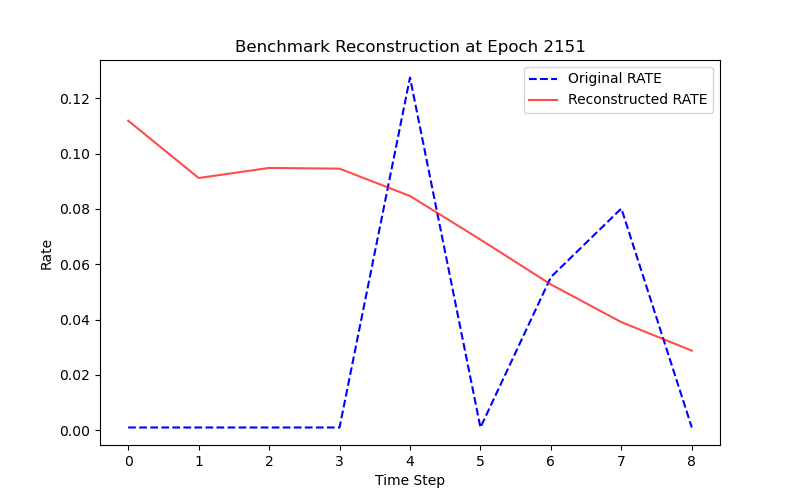 Benchmark Reconstruction at Epoch 2151
Original RATE
Reconstructed RATE
0.12
0.10
0.08
0.06
0.04
0.02
0.00
Rate
0 1 2 3 4 5 6 7 8
Time Step